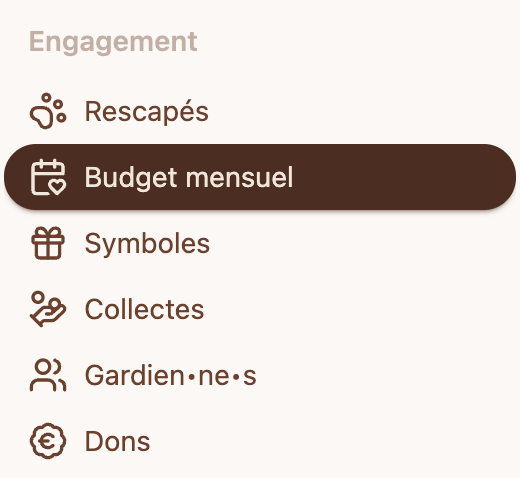 Engagement
Rescapés
Budget mensuel
Symboles
Collectes
Gardien•ne•s
Dons